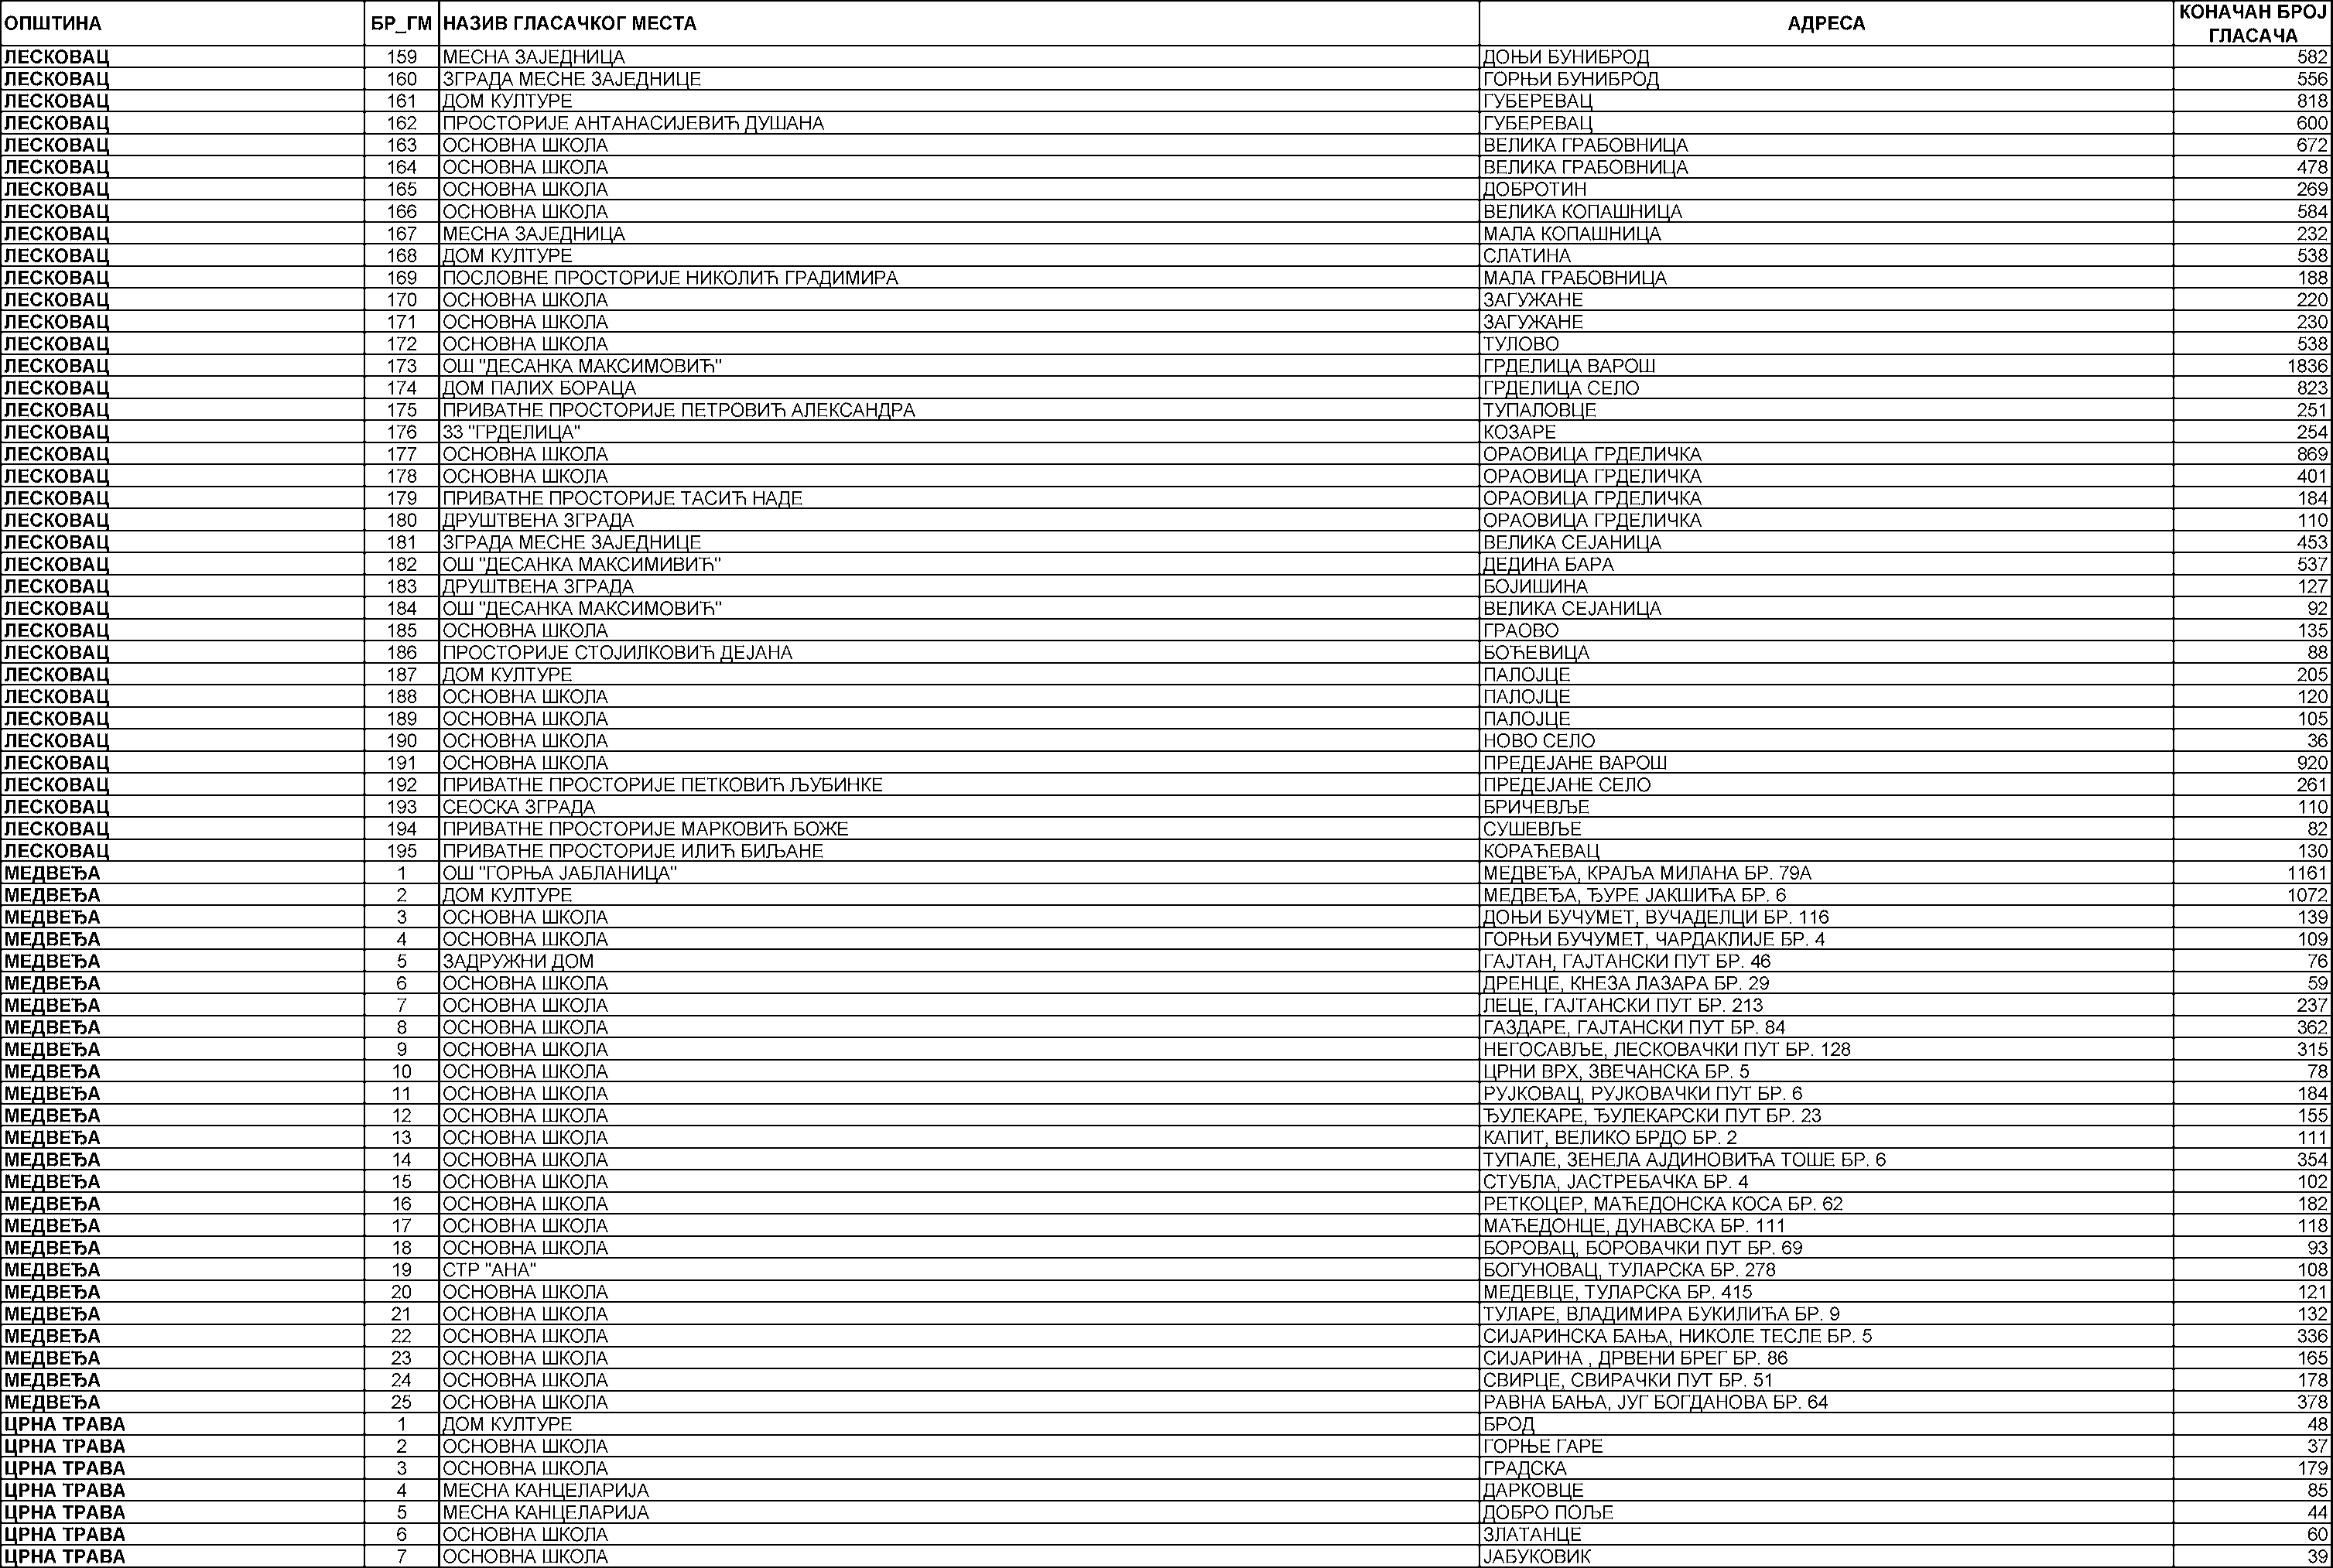 ОПШТИНА БР_ГМ НАЗИВ ГЛАСАЧКОГ МЕСТА АДРЕСА КОНАЧАН БРОЈ ГЛАСАЧА
ЛЕСКОВАЦ 159 МЕСНА ЗАЈЕДНИЦА ДОЊИ БУНИБРОД 582
ЛЕСКОВАЦ 160 ЗГРАДА МЕСНЕ ЗАЈЕДНИЦЕ ГОРЊИ БУНИБРОД 556
ЛЕСКОВАЦ 161 ДОМ КУЛТУРЕ ГУБЕРЕВАЦ 818
ЛЕСКОВАЦ 162 ПРОСТОРИЈЕ АНТАНАСИЈЕВИЋ ДУШАНА ГУБЕРЕВАЦ 600
ЛЕСКОВАЦ 163 ОСНОВНА ШКОЛА ВЕЛИКА ГРАБОВНИЦА 672
ЛЕСКОВАЦ 164 ОСНОВНА ШКОЛА ВЕЛИКА ГРАБОВНИЦА 478
ЛЕСКОВАЦ 165 ОСНОВНА ШКОЛА ДОБРОТИН 269
ЛЕСКОВАЦ 166 ОСНОВНА ШКОЛА ВЕЛИКА КОПАШНИЦА 584
ЛЕСКОВАЦ 167 МЕСНА ЗАЈЕДНИЦА МАЛА КОПАШНИЦА 232
ЛЕСКОВАЦ 168 ДОМ КУЛТУРЕ СЛАТИНА 538
ЛЕСКОВАЦ 169 ПОСЛОВНЕ ПРОСТОРИЈЕ НИКОЛИЋ ГРАДИМИРА МАЛА ГРАБОВНИЦА 188
ЛЕСКОВАЦ 170 ОСНОВНА ШКОЛА ЗАГУЖАНЕ 220
ЛЕСКОВАЦ 171 ОСНОВНА ШКОЛА ЗАГУЖАНЕ 230
ЛЕСКОВАЦ 172 ОСНОВНА ШКОЛА ТУЛОВО 538
ЛЕСКОВАЦ 173 ОШ "ДЕСАНКА МАКСИМОВИЋ" ГРДЕЛИЦА ВАРОШ 1836
ЛЕСКОВАЦ 174 ДОМ ПАЛИХ БОРАЦА ГРДЕЛИЦА СЕЛО 823
ЛЕСКОВАЦ 175 ПРИВАТНЕ ПРОСТОРИЈЕ ПЕТРОВИЋ АЛЕКСАНДРА ТУПАЛОВЦЕ 251
ЛЕСКОВАЦ 176 ЗЗ "ГРДЕЛИЦА" КОЗАРЕ 254
ЛЕСКОВАЦ 177 ОСНОВНА ШКОЛА ОРАОВИЦА ГРДЕЛИЧКА 869
ЛЕСКОВАЦ 178 ОСНОВНА ШКОЛА ОРАОВИЦА ГРДЕЛИЧКА 401
ЛЕСКОВАЦ 179 ПРИВАТНЕ ПРОСТОРИЈЕ ТАСИЋ НАДЕ ОРАОВИЦА ГРДЕЛИЧКА 184
ЛЕСКОВАЦ 180 ДРУШТВЕНА ЗГРАДА ОРАОВИЦА ГРДЕЛИЧКА 110
ЛЕСКОВАЦ 181 ЗГРАДА МЕСНЕ ЗАЈЕДНИЦЕ ВЕЛИКА СЕЈАНИЦА 453
ЛЕСКОВАЦ 182 ОШ "ДЕСАНКА МАКСИМИВИЋ" ДЕДИНА БАРА 537
ЛЕСКОВАЦ 183 ДРУШТВЕНА ЗГРАДА БОЈИШИНА 127
ЛЕСКОВАЦ 184 ОШ "ДЕСАНКА МАКСИМОВИЋ" ВЕЛИКА СЕЈАНИЦА 92
ЛЕСКОВАЦ 185 ОСНОВНА ШКОЛА ГРАОВО 135
ЛЕСКОВАЦ 186 ПРОСТОРИЈЕ СТОЈИЛКОВИЋ ДЕЈАНА БОЋЕВИЦА 88
ЛЕСКОВАЦ 187 ДОМ КУЛТУРЕ ПАЛОЈЦЕ 205
ЛЕСКОВАЦ 188 ОСНОВНА ШКОЛА ПАЛОЈЦЕ 120
ЛЕСКОВАЦ 189 ОСНОВНА ШКОЛА ПАЛОЈЦЕ 105
ЛЕСКОВАЦ 190 ОСНОВНА ШКОЛА НОВО СЕЛО 36
ЛЕСКОВАЦ 191 ОСНОВНА ШКОЛА ПРЕДЕЈАНЕ ВАРОШ 920
ЛЕСКОВАЦ 192 ПРИВАТНЕ ПРОСТОРИЈЕ ПЕТКОВИЋ ЉУБИНКЕ ПРЕДЕЈАНЕ СЕЛО 261
ЛЕСКОВАЦ 193 СЕОСКА ЗГРАДА БРИЧЕВЉЕ 110
ЛЕСКОВАЦ 194 ПРИВАТНЕ ПРОСТОРИЈЕ МАРКОВИЋ БОЖЕ СУШЕВЉЕ 82
ЛЕСКОВАЦ 195 ПРИВАТНЕ ПРОСТОРИЈЕ ИЛИЋ БИЉАНЕ КОРАЋЕВАЦ 130
МЕДВЕЂА 1 ОШ "ГОРЊА ЈАБЛАНИЦА" МЕДВЕЂА, КРАЉА МИЛАНА БР. 79А 1161
МЕДВЕЂА 2 ДОМ КУЛТУРЕ МЕДВЕЂА, ЂУРЕ ЈАКШИЋА БР. 6 1072
МЕДВЕЂА 3 ОСНОВНА ШКОЛА ДОЊИ БУЧУМЕТ, ВУЧАДЕЛЦИ БР. 116 139
МЕДВЕЂА 4 ОСНОВНА ШКОЛА ГОРЊИ БУЧУМЕТ, ЧАРДАКЛИЈЕ БР. 4 109
МЕДВЕЂА 5 ЗАДРУЖНИ ДОМ ГАЈТАН, ГАЈТАНСКИ ПУТ БР. 46 76
МЕДВЕЂА 6 ОСНОВНА ШКОЛА ДРЕНЦЕ, КНЕЗА ЛАЗАРА БР. 29 59
МЕДВЕЂА 7 ОСНОВНА ШКОЛА ЛЕЦЕ, ГАЈТАНСКИ ПУТ БР. 213 237
МЕДВЕЂА 8 ОСНОВНА ШКОЛА ГАЗДАРЕ, ГАЈТАНСКИ ПУТ БР. 84 362
МЕДВЕЂА 9 ОСНОВНА ШКОЛА НЕГОСАВЉЕ, ЛЕСКОВАЧКИ ПУТ БР. 128 315
МЕДВЕЂА 10 ОСНОВНА ШКОЛА ЦРНИ ВРХ, ЗВЕЧАНСКА БР. 5 78
МЕДВЕЂА 11 ОСНОВНА ШКОЛА РУЈКОВАЦ, РУЈКОВАЧКИ ПУТ БР. 6 184
МЕДВЕЂА 12 ОСНОВНА ШКОЛА ЂУЛЕКАРЕ, ЂУЛЕКАРСКИ ПУТ БР. 23 155
МЕДВЕЂА 13 ОСНОВНА ШКОЛА КАПИТ, ВЕЛИКО БРДО БР. 2 111
МЕДВЕЂА 14 ОСНОВНА ШКОЛА ТУПАЛЕ, ЗЕНЕЛА АЈДИНОВИЋА ТОШЕ БР. 6 354
МЕДВЕЂА 15 ОСНОВНА ШКОЛА СТУБЛА, ЈАСТРЕБАЧКА БР. 4 102
МЕДВЕЂА 16 ОСНОВНА ШКОЛА РЕТКОЦЕР, МАЋЕДОНСКА КОСА БР. 62 182
МЕДВЕЂА 17 ОСНОВНА ШКОЛА МАЋЕДОНЦЕ, ДУНАВСКА БР. 111 118
МЕДВЕЂА 18 ОСНОВНА ШКОЛА БОРОВАЦ, БОРОВАЧКИ ПУТ БР. 69 93
МЕДВЕЂА 19 СТР "АНА" БОГУНОВАЦ, ТУЛАРСКА БР. 278 108
МЕДВЕЂА 20 ОСНОВНА ШКОЛА МЕДЕВЦЕ, ТУЛАРСКА БР. 415 121
МЕДВЕЂА 21 ОСНОВНА ШКОЛА ТУЛАРЕ, ВЛАДИМИРА БУКИЛИЋА БР. 9 132
МЕДВЕЂА 22 ОСНОВНА ШКОЛА СИЈАРИНСКА БАЊА, НИКОЛЕ ТЕСЛЕ БР. 5 336
МЕДВЕЂА 23 ОСНОВНА ШКОЛА СИЈАРИНА , ДРВЕНИ БРЕГ БР. 86 165
МЕДВЕЂА 24 ОСНОВНА ШКОЛА СВИРЦЕ, СВИРАЧКИ ПУТ БР. 51 178
МЕДВЕЂА 25 ОСНОВНА ШКОЛА РАВНА БАЊА, ЈУГ БОГДАНОВА БР. 64 378
ЦРНА ТРАВА 1 ДОМ КУЛТУРЕ БРОД 48
ЦРНА ТРАВА 2 ОСНОВНА ШКОЛА ГОРЊЕ ГАРЕ 37
ЦРНА ТРАВА 3 ОСНОВНА ШКОЛА ГРАДСКА 179
ЦРНА ТРАВА 4 МЕСНА КАНЦЕЛАРИЈА ДАРКОВЦЕ 85
ЦРНА ТРАВА 5 МЕСНА КАНЦЕЛАРИЈА ДОБРО ПОЉЕ 44
ЦРНА ТРАВА 6 ОСНОВНА ШКОЛА ЗЛАТАНЦЕ 60
ЦРНА ТРАВА 7 ОСНОВНА ШКОЛА ЈАБУКОВИК 39